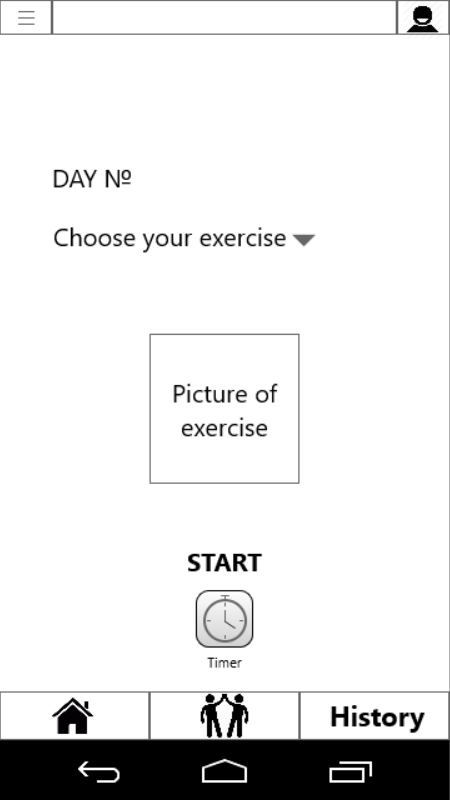 DAY Nº
Choose your exercise
Picture of
exercise
START
Timer
History